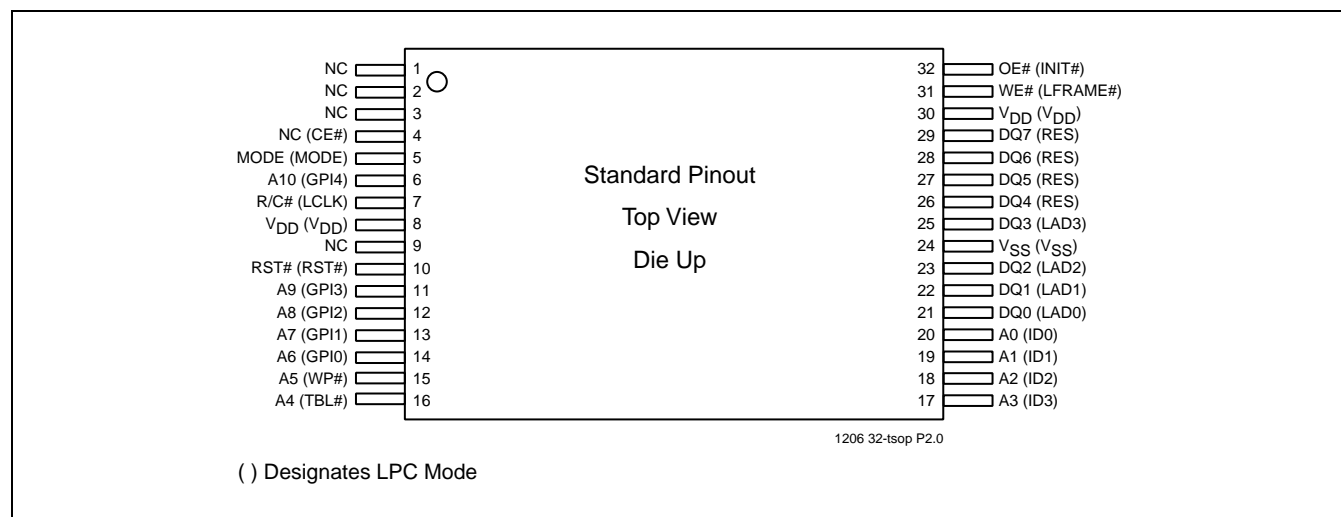 NC 1
NC 2
NC 3
NC (CE#) 4
MODE (MODE) 5
A10 (GPI4) 6
R/C# (LCLK) 7
VDD (VDD) 8
NC 9
RST# (RST#) 10
A9 (GPI3) 11
A8 (GPI2) 12
A7 (GPI1) 13
A6 (GPI0) 14
A5 (WP#) 15
A4 (TBL#) 16
Standard Pinout
Top View
Die Up
32 OE# (INIT#)
31 WE# (LFRAME#)
30 VDD (VDD)
29 DQ7 (RES)
28 DQ6 (RES)
27 DQ5 (RES)
26 DQ4 (RES)
25 DQ3 (LAD3)
24 VSS (VSS)
23 DQ2 (LAD2)
22 DQ1 (LAD1)
21 DQ0 (LAD0)
20 A0 (ID0)
19 A1 (ID1)
18 A2 (ID2)
17 A3 (ID3)
1206 32-tsop P2.0
( ) Designates LPC Mode